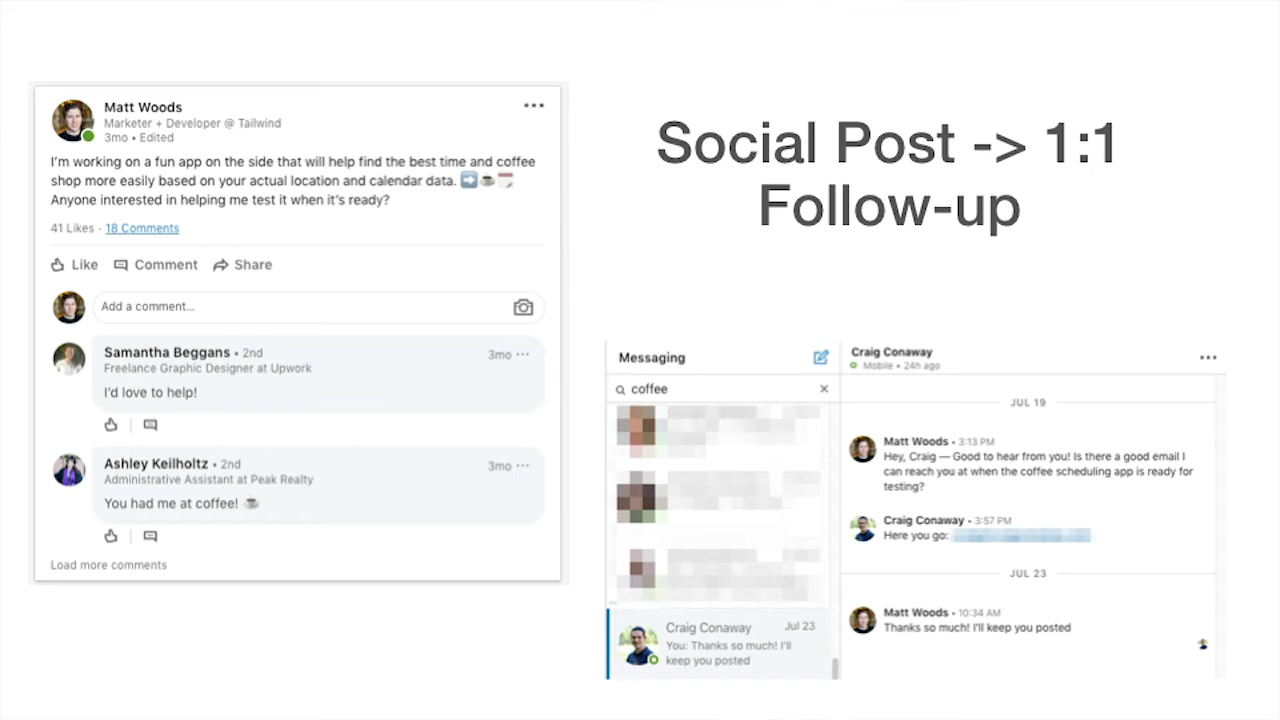 Matt Woods
Marketer + Developer @ Tailwind
3mo • Edited
I'm working on a fun app on the side that will help find the best time and coffee
shop more easily based on your actual location and calendar data. ➡️☕📅
Anyone interested in helping me test it when it's ready?
41 Likes · 18 Comments
Like Comment Share
Add a comment...
Samantha Beggans • 2nd 3mo
Freelance Graphic Designer at Upwork
I'd love to help!
Ashley Keilholtz • 2nd 3mo
Administrative Assistant at Peak Realty
You had me at coffee! ☕
Load more comments
Social Post -> 1:1
Follow-up
Messaging
coffee
Craig Conaway Jul 23
You: Thanks so much! I'll
keep you posted
Craig Conaway
Mobile • 24h ago
JUL 19
Matt Woods • 3:13 PM
Hey, Craig — Good to hear from you! Is there a good email I
can reach you at when the coffee scheduling app is ready for
testing?
Craig Conaway • 3:57 PM
Here you go:
JUL 23
Matt Woods • 10:34 AM
Thanks so much! I'll keep you posted